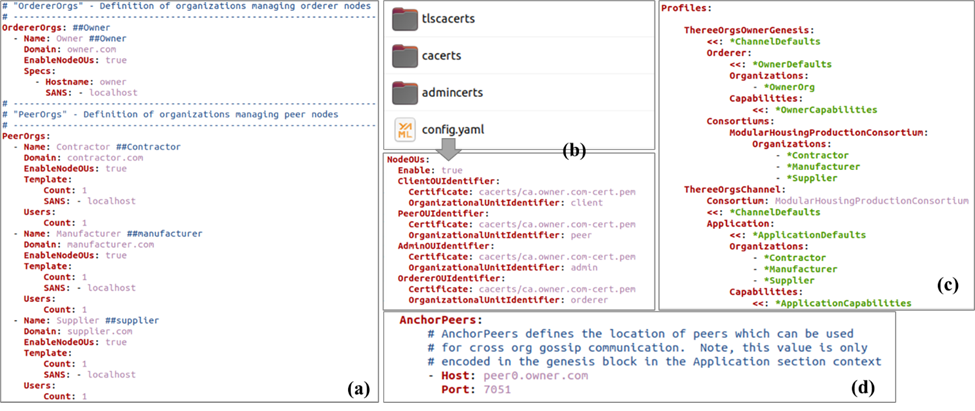 # "OrdererOrgs" - Definition of organizations managing orderer nodes
# ---------------------------------------------------------------------------
OrdererOrgs: ##Owner
- Name: Owner ##Owner
Domain: owner.com
EnableNodeOUs: true
Specs:
- Hostname: owner
SANS: - localhost
# ---------------------------------------------------------------------------
# "PeerOrgs" - Definition of organizations managing peer nodes
# ---------------------------------------------------------------------------
PeerOrgs:
- Name: Contractor ##Contractor
Domain: contractor.com
EnableNodeOUs: true
Template:
Count: 1
SANS: - localhost
Users:
Count: 1
- Name: Manufacturer ##manufacturer
Domain: manufacturer.com
EnableNodeOUs: true
Template:
Count: 1
SANS: - localhost
Users:
Count: 1
- Name: Supplier ##supplier
Domain: supplier.com
EnableNodeOUs: true
Template:
Count: 1
SANS: - localhost
Users:
Count: 1
(a)
tlscacerts
cacerts
admincerts
YAML
config.yaml
(b)
NodeOUs:
Enable: true
ClientOUIdentifier:
Certificate: cacerts/ca.owner.com-cert.pem
OrganizationalUnitIdentifier: client
PeerOUIdentifier:
Certificate: cacerts/ca.owner.com-cert.pem
OrganizationalUnitIdentifier: peer
AdminOUIdentifier:
Certificate: cacerts/ca.owner.com-cert.pem
OrganizationalUnitIdentifier: admin
OrdererOUIdentifier:
Certificate: cacerts/ca.owner.com-cert.pem
OrganizationalUnitIdentifier: orderer
Profiles:
ThereeOrgsOwnerGenesis:
<<: *ChannelDefaults
Orderer:
<<: *OwnerDefaults
Organizations:
- *OwnerOrg
Capabilities:
<<: *OwnerCapabilities
Consortiums:
ModularHousingProductionConsortium:
Organizations:
- *Contractor
- *Manufacturer
- *Supplier
ThereeOrgsChannel:
Consortium: ModularHousingProductionConsortium
<<: *ChannelDefaults
Application:
<<: *ApplicationDefaults
Organizations:
- *Contractor
- *Manufacturer
- *Supplier
Capabilities:
<<: *ApplicationCapabilities
(c)
AnchorPeers:
# AnchorPeers defines the location of peers which can be used
# for cross org gossip communication. Note, this value is only
# encoded in the genesis block in the Application section context
- Host: peer0.owner.com
Port: 7051
(d)